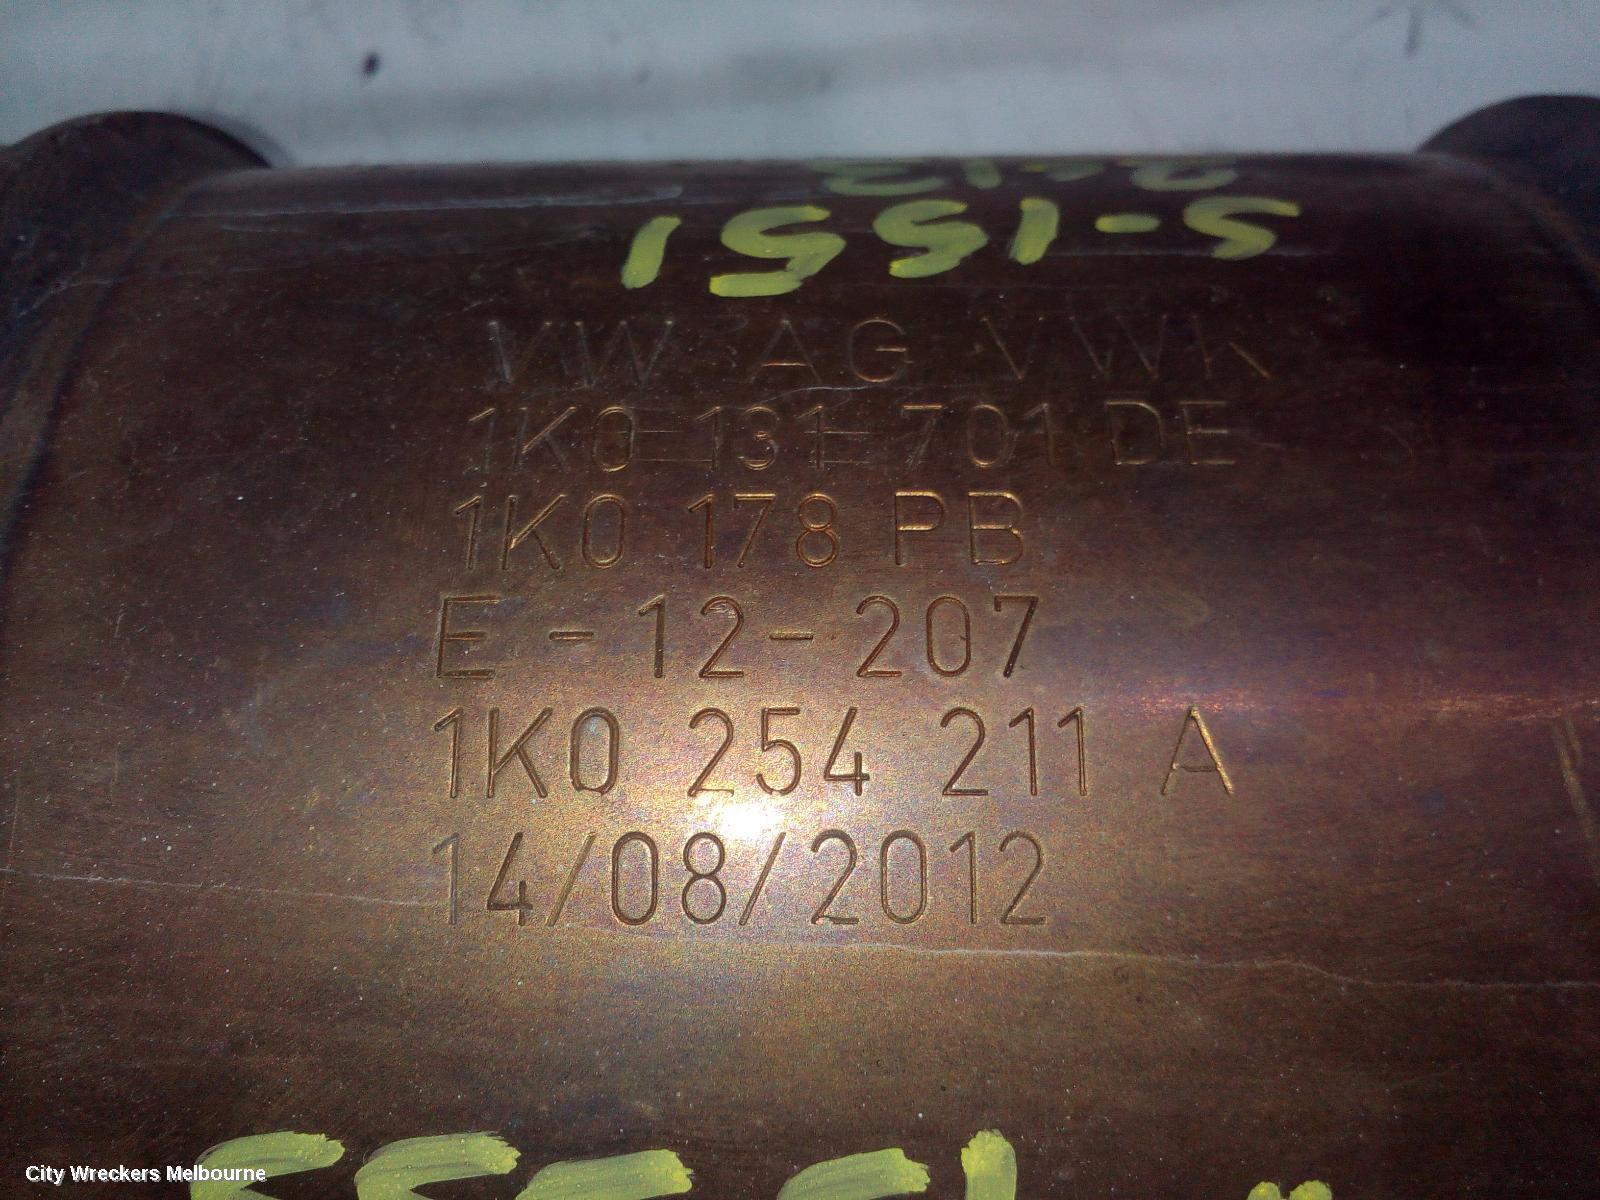 S-1551
VW AG VWK
1K0 131 701 DE
1K0 178 PB
E - 12 - 207
1K0 254 211 A
14/08/2012
City Wreckers Melbourne